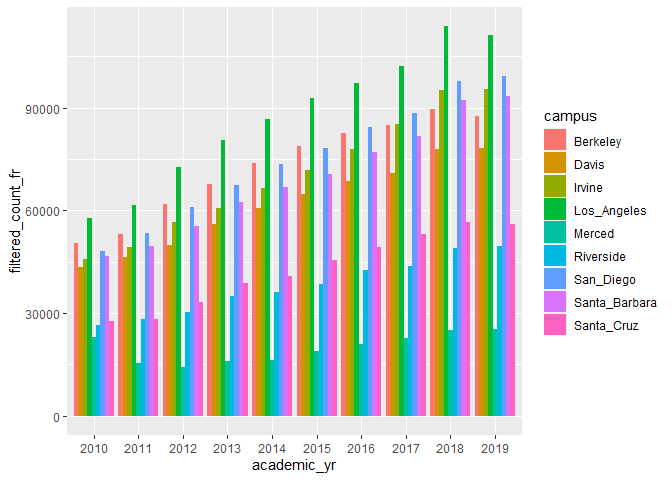 filtered_count_fr
90000
60000
30000
0
2010 2011 2012 2013 2014 2015 2016 2017 2018 2019
academic_yr
campus
Berkeley
Davis
Irvine
Los_Angeles
Merced
Riverside
San_Diego
Santa_Barbara
Santa_Cruz